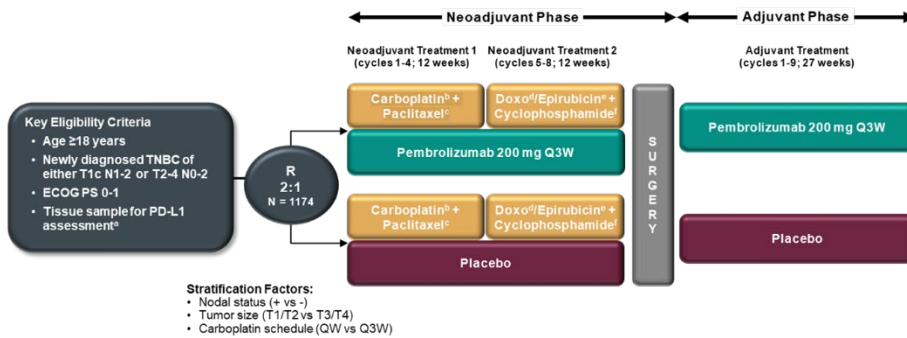 Neoadjuvant Phase
Adjuvant Phase
Neoadjuvant Treatment 1
(cycles 1-4; 12 weeks)
Neoadjuvant Treatment 2
(cycles 5-8; 12 weeks)
Adjuvant Treatment
(cycles 1-9; 27 weeks)
Key Eligibility Criteria
• Age ≥18 years
• Newly diagnosed TNBC of
either T1c N1-2 or T2-4 N0-2
• ECOG PS 0-1
• Tissue sample for PD-L1
assessmentᵃ
R
2:1
N = 1174
Carboplatinᵇ +
Paclitaxelᶜ
Doxoᵈ/Epirubicinᵉ +
Cyclophosphamideᶠ
Pembrolizumab 200 mg Q3W
Carboplatinᵇ +
Paclitaxelᶜ
Doxoᵈ/Epirubicinᵉ +
Cyclophosphamideᶠ
Placebo
SURGERY
Pembrolizumab 200 mg Q3W
Placebo
Stratification Factors:
• Nodal status (+ vs -)
• Tumor size (T1/T2 vs T3/T4)
• Carboplatin schedule (QW vs Q3W)